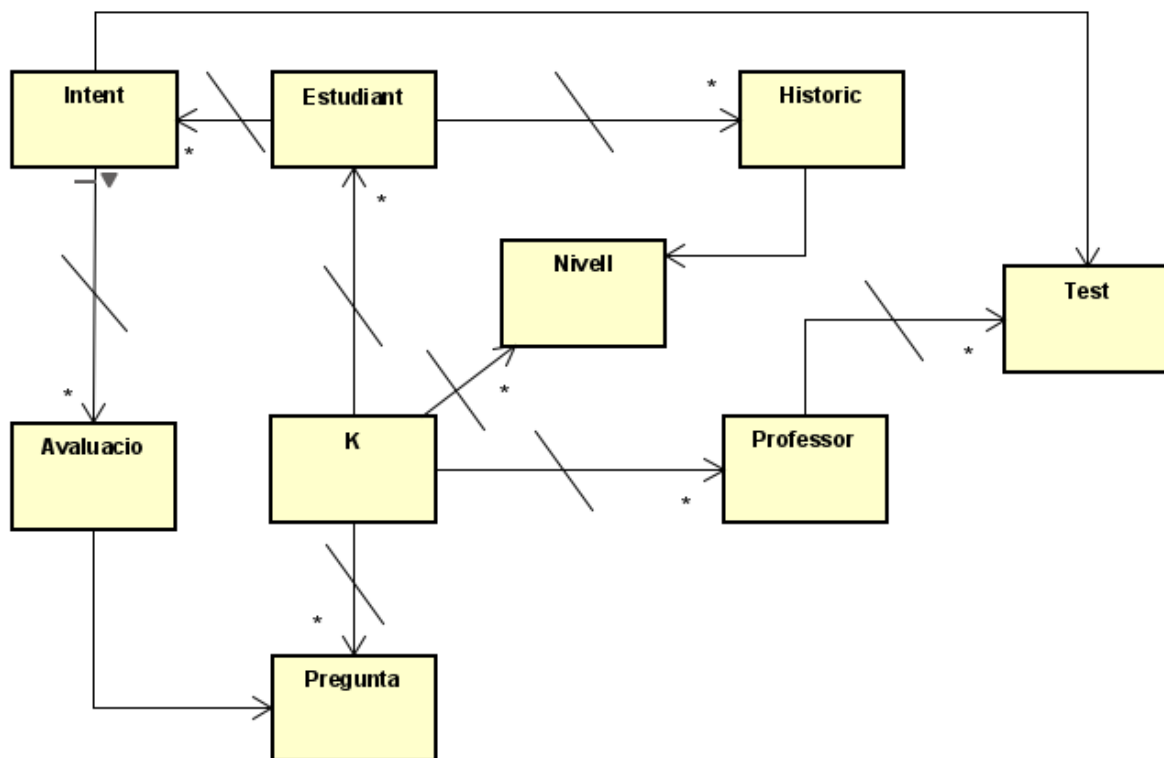 Intent
Estudiant
Historic
*
*
*
Nivell
Test
*
*
*
Avaluacio
K
Professor
*
*
Pregunta